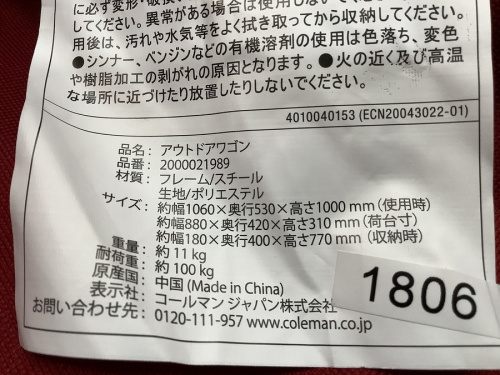 に必ず変形・破損
してください。異常がある場合は使用しない
用後は、汚れや水気等をよく拭き取ってから収納してください。
●シンナー、ベンジンなどの有機溶剤の使用は色落ち、変色
や樹脂加工の剥がれの原因となります。●火の近く及び高温
な場所に近づけたり放置したりしないでください。
4010040153 (ECN20043022-01)
品名： アウトドアワゴン
品番： 2000021989
材質： フレーム/スチール
生地/ポリエステル
サイズ： 約幅1060×奥行530×高さ1000 mm（使用時）
約幅880×奥行420×高さ310 mm（荷台寸）
約幅180×奥行400×高さ770 mm（収納時）
重量： 約 11 kg
耐荷重： 約 100 kg
原産国： 中国 (Made in China)
表示社： コールマン ジャパン株式会社
お問い合わせ先： 0120-111-957 www.coleman.co.jp
1806